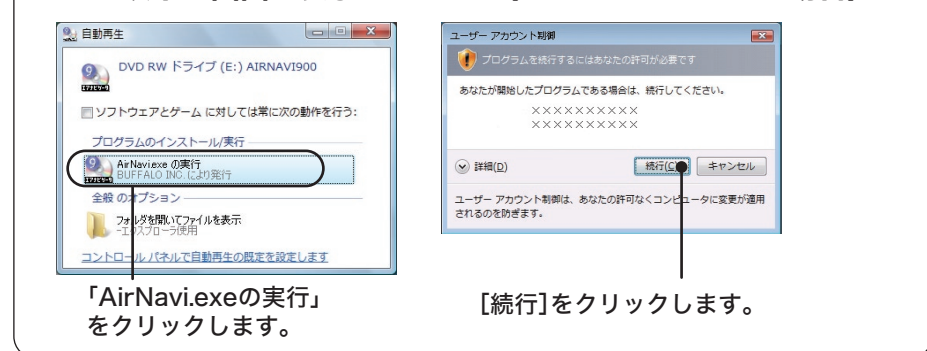 自動再生
DVD RW ドライブ (E:) AIRNAVI900
ソフトウェアとゲーム に対しては常に次の動作を行う:
プログラムのインストール/実行
AirNavi.exe の実行
BUFFALO INC. により発行
全般 のオプション
フォルダを開いてファイルを表示
-エクスプローラ使用
コントロール パネルで自動再生の既定を設定します
「AirNavi.exeの実行」
をクリックします。
ユーザー アカウント制御
プログラムを続行するにはあなたの許可が必要です
あなたが開始したプログラムである場合は、続行してください。
××××××××××
××××××××××
詳細(D)
続行(C)
キャンセル
ユーザー アカウント制御は、あなたの許可なくコンピュータに変更が適用
されるのを防ぎます。
[続行]をクリックします。